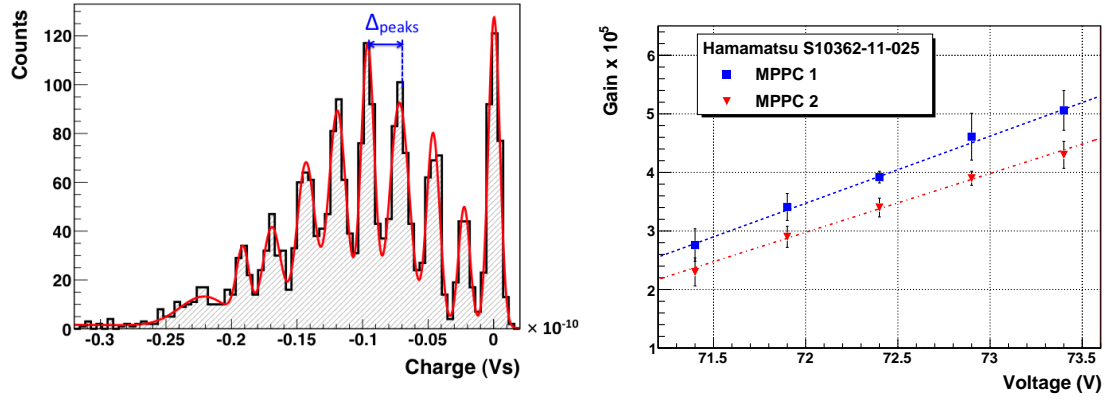 Counts
120
100
80
60
40
20
0
Δpeaks
-0.3 -0.25 -0.2 -0.15 -0.1 -0.05 0
× 10⁻¹⁰
Charge (Vs)
Gain x 10⁵
6
5
4
3
2
1
Hamamatsu S10362-11-025
MPPC 1
MPPC 2
71.5 72 72.5 73 73.5
Voltage (V)